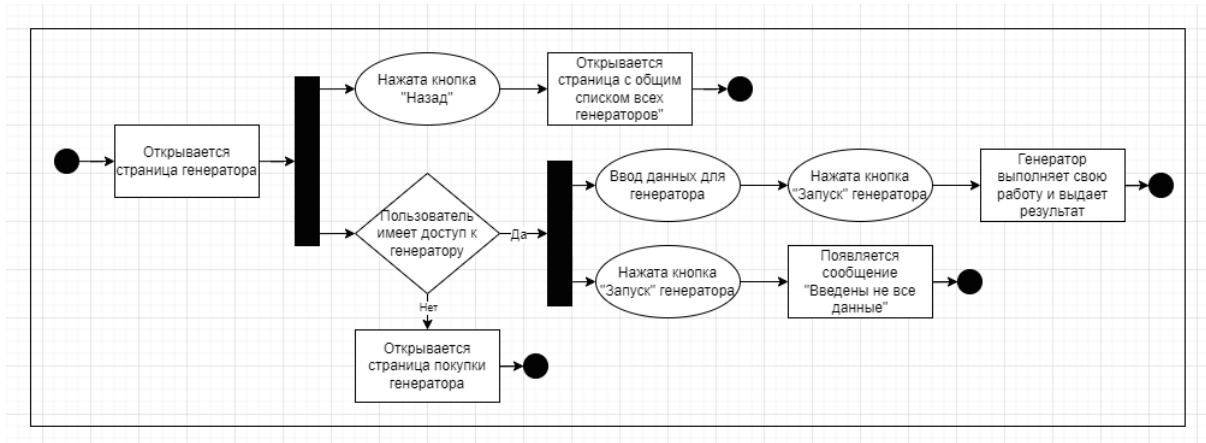 Открывается
страница генератора
Нажата кнопка
"Назад"
Открывается
страница с общим
списком всех
генераторов"
Пользователь
имеет доступ к
генератору
Да
Нет
Открывается
страница покупки
генератора
Ввод данных для
генератора
Нажата кнопка
"Запуск" генератора
Генератор
выполняет свою
работу и выдает
результат
Нажата кнопка
"Запуск" генератора
Появляется
сообщение
"Введены не все
данные"